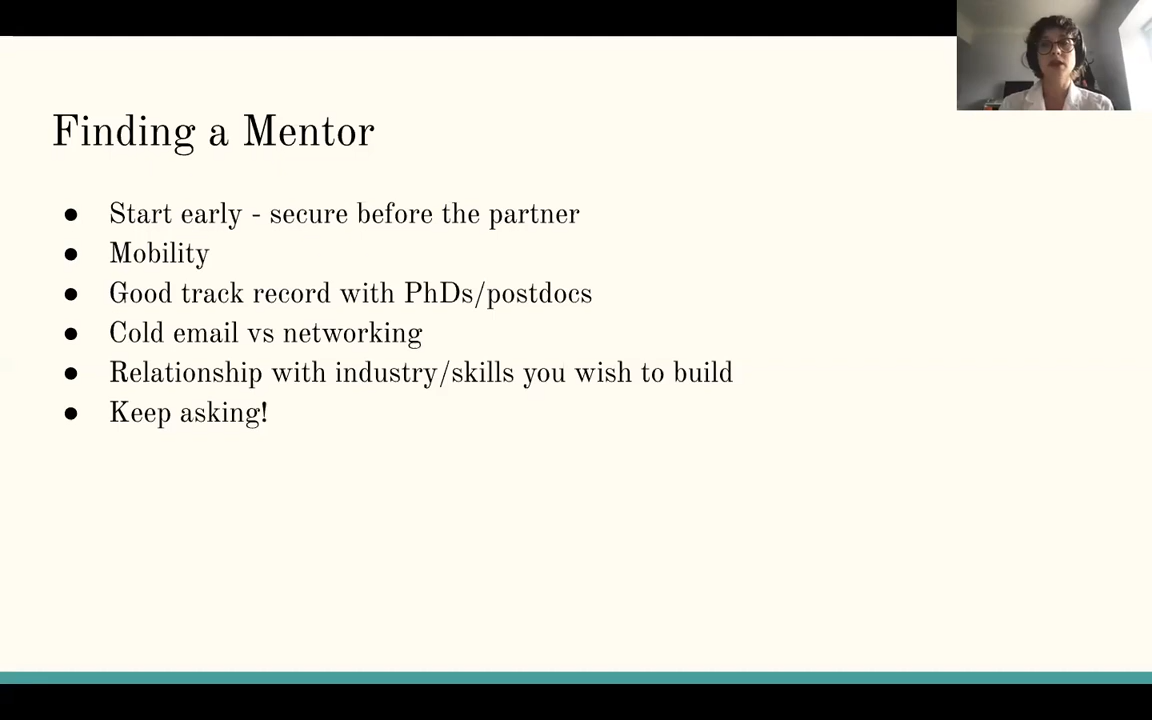 Finding a Mentor
● Start early - secure before the partner
● Mobility
● Good track record with PhDs/postdocs
● Cold email vs networking
● Relationship with industry/skills you wish to build
● Keep asking!